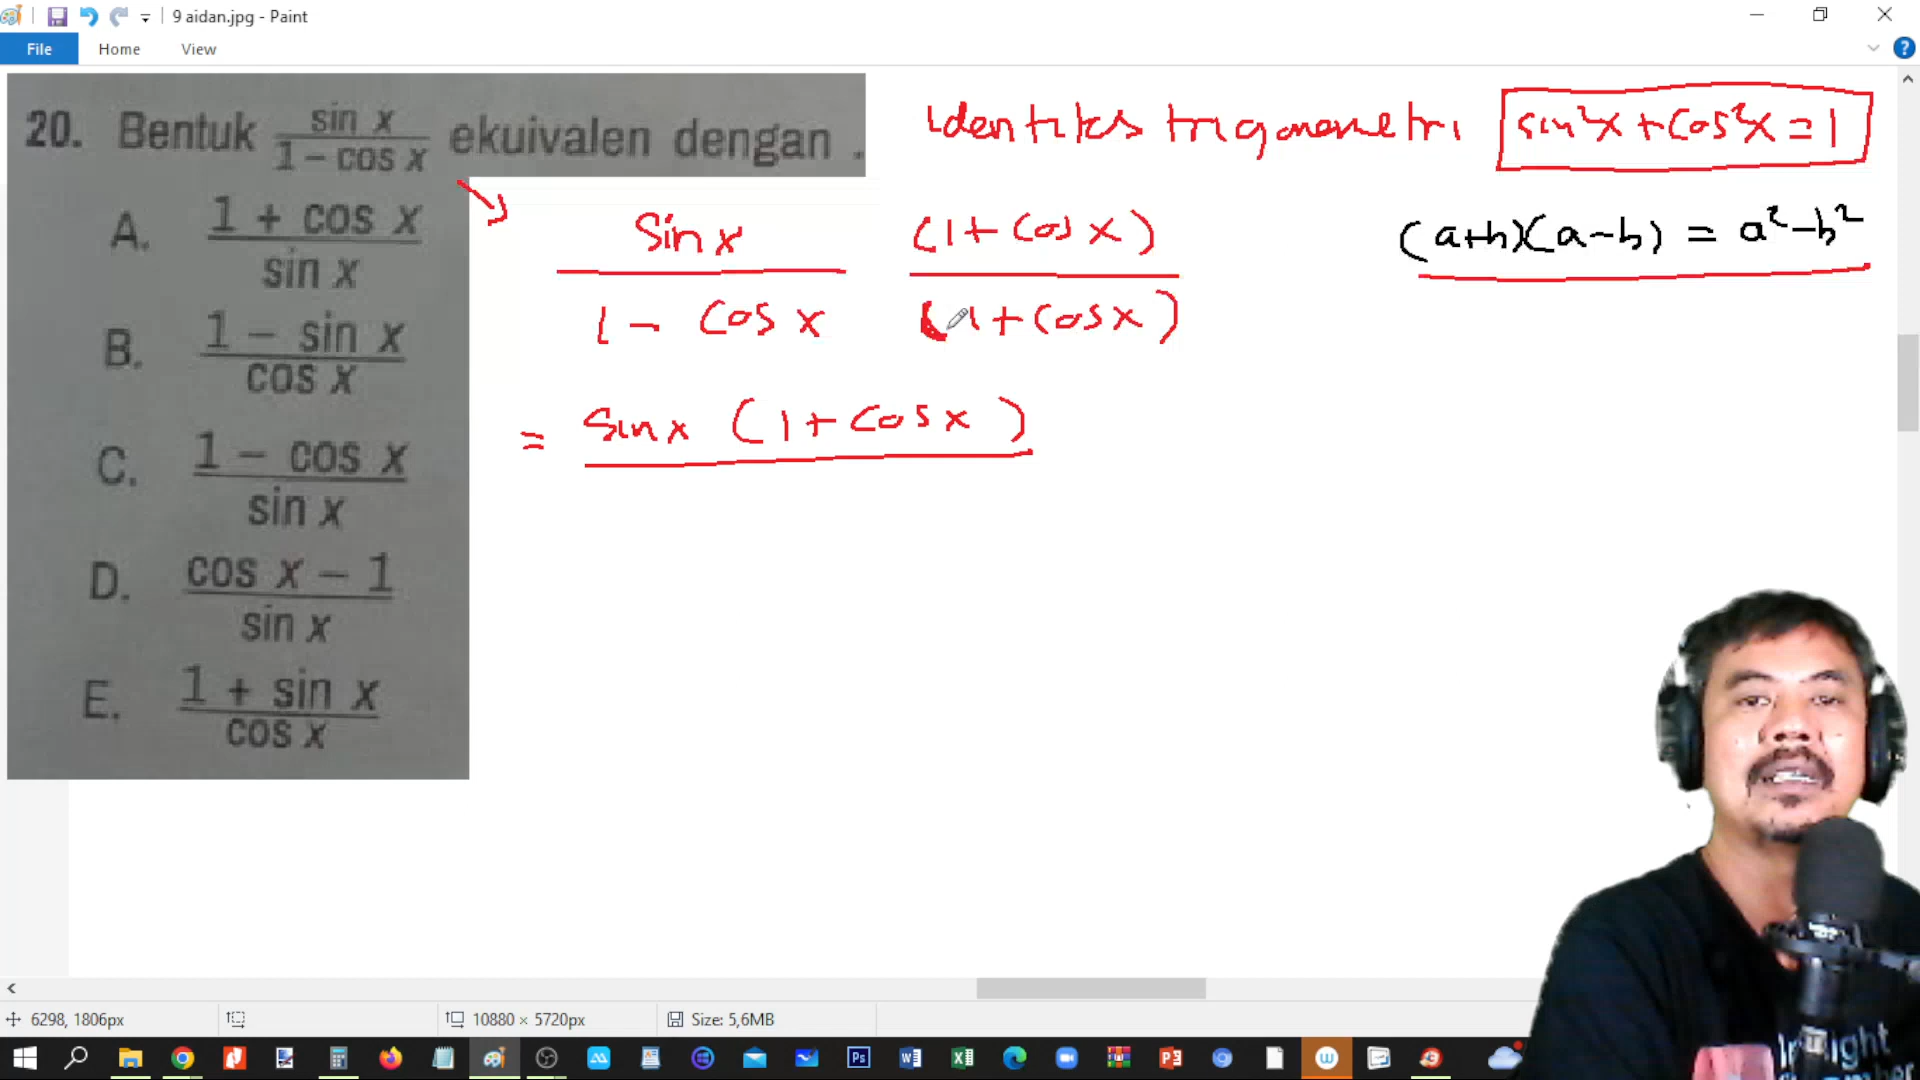 9 aidan.jpg - Paint
File Home View
20. Bentuk sin x / 1 - cos x ekuivalen dengan .
A. 1 + cos x / sin x
B. 1 - sin x / cos x
C. 1 - cos x / sin x
D. cos x - 1 / sin x
E. 1 + sin x / cos x
identitas trigonometri sin²x + cos²x = 1
(a+b)(a-b) = a² - b²
sin x (1 + cos x)
1 - cos x (1 + cos x)
= sin x (1 + cos x)
6298, 1806px
10880 × 5720px
Size: 5,6MB